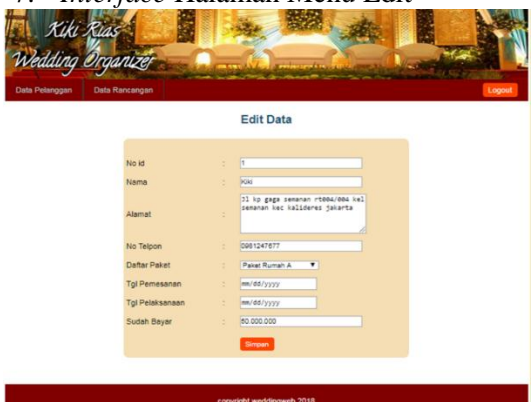 7. Interface Halaman Menu Edit
Kiki Rias
Wedding Organizer
Data Pelanggan Data Rancangan Logout
Edit Data
No id : 1
Nama : Kiki
Alamat : Jl kp gaga semanan rt004/004 kel
semanan kec kalideres jakarta
No Telpon : 0981247677
Daftar Paket : Paket Rumah A
Tgl Pemesanan : mm/dd/yyyy
Tgl Pelaksanaan : mm/dd/yyyy
Sudah Bayar : 60.000.000
Simpan
copyright weddingweb 2018